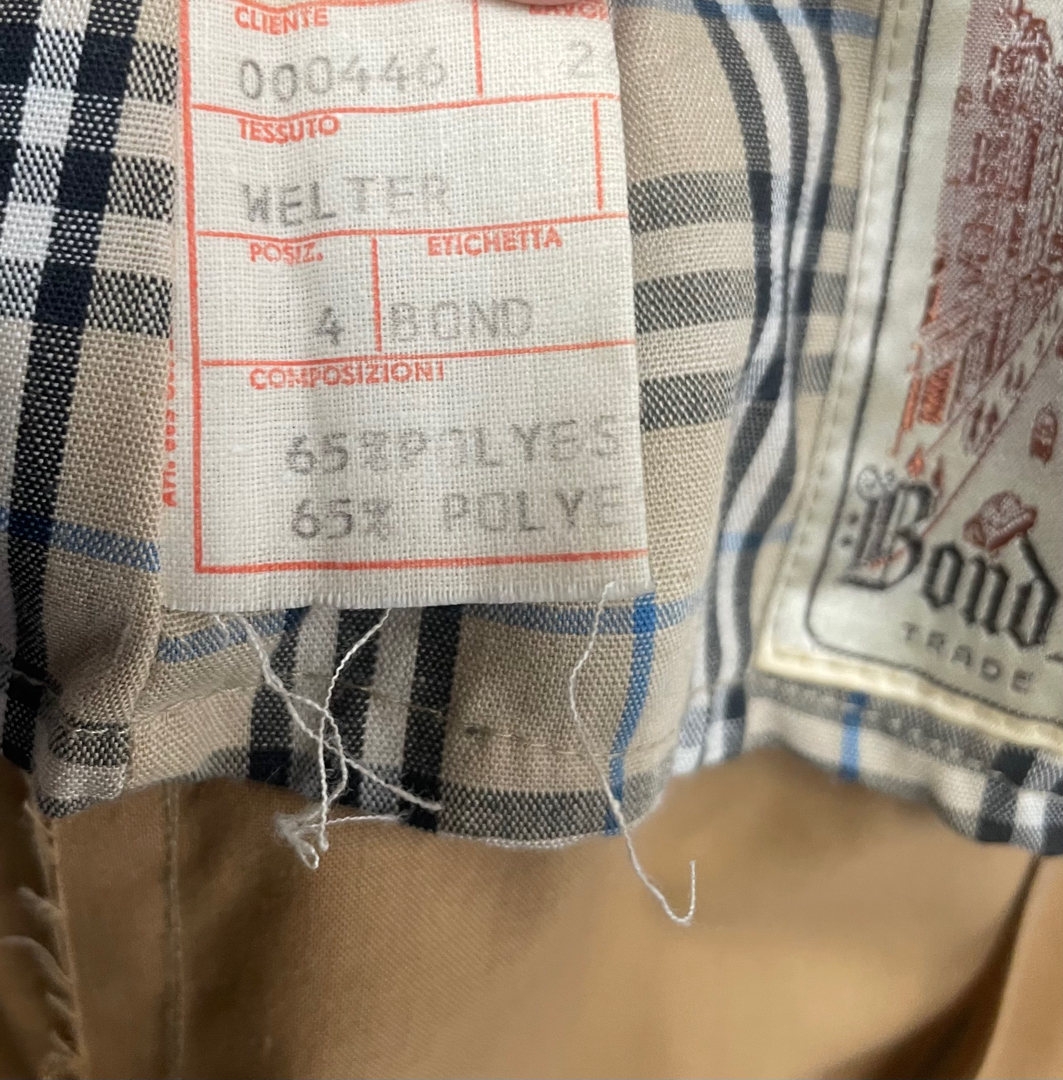 CLIENTE
000446
2
TESSUTO
WELTER
POSIZ.
ETICHETTA
4
BOND
COMPOSIZIONI
65%POLYES
65% POLYE
Bond
TRADE